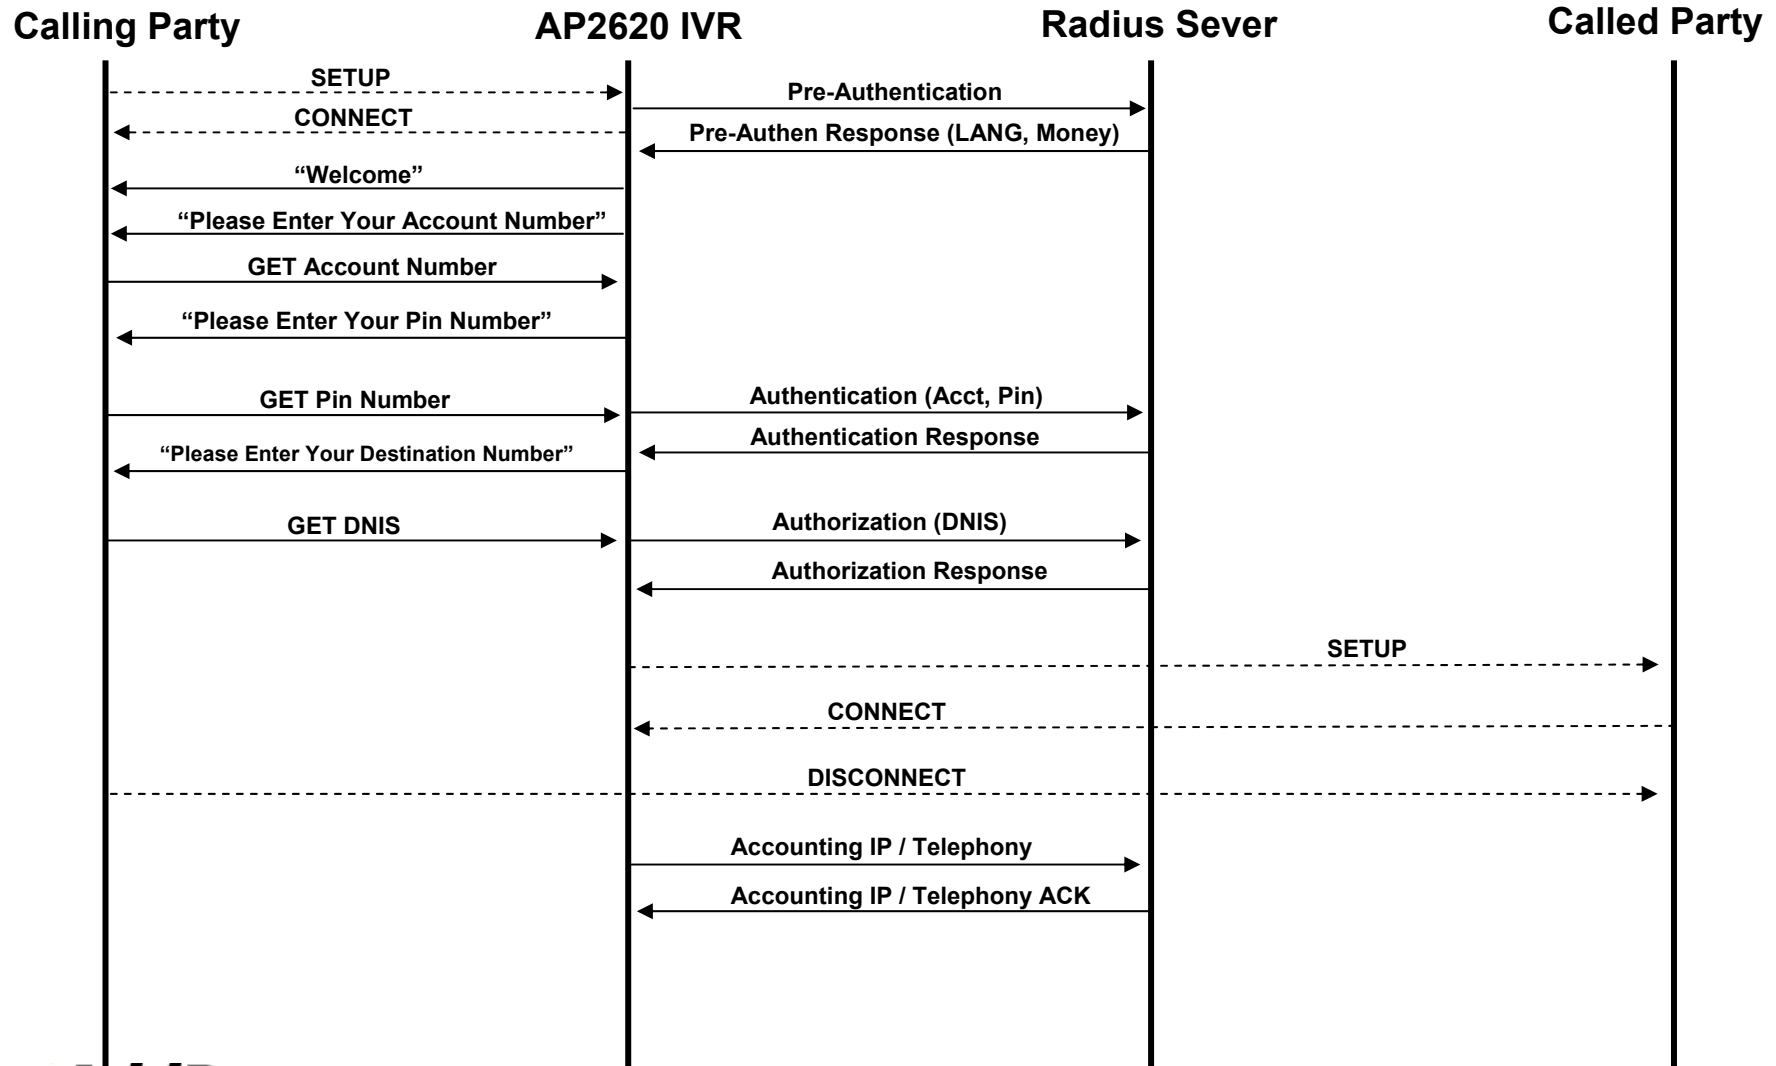 Calling Party
AP2620 IVR
Radius Sever
Called Party
SETUP
Pre-Authentication
CONNECT
Pre-Authen Response (LANG, Money)
“Welcome”
“Please Enter Your Account Number”
GET Account Number
“Please Enter Your Pin Number”
GET Pin Number
Authentication (Acct, Pin)
Authentication Response
“Please Enter Your Destination Number”
GET DNIS
Authorization (DNIS)
Authorization Response
SETUP
CONNECT
DISCONNECT
Accounting IP / Telephony
Accounting IP / Telephony ACK